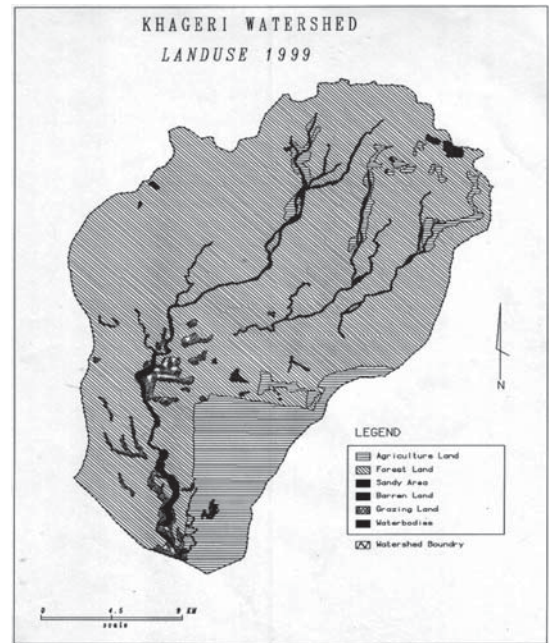 KHAGERI WATERSHED
LANDUSE 1999
N
LEGEND
Agriculture Land
Forest Land
Sandy Area
Barren Land
Grazing Land
Waterbodies
Watershed Boundry
0 4.5 9 KM
scale